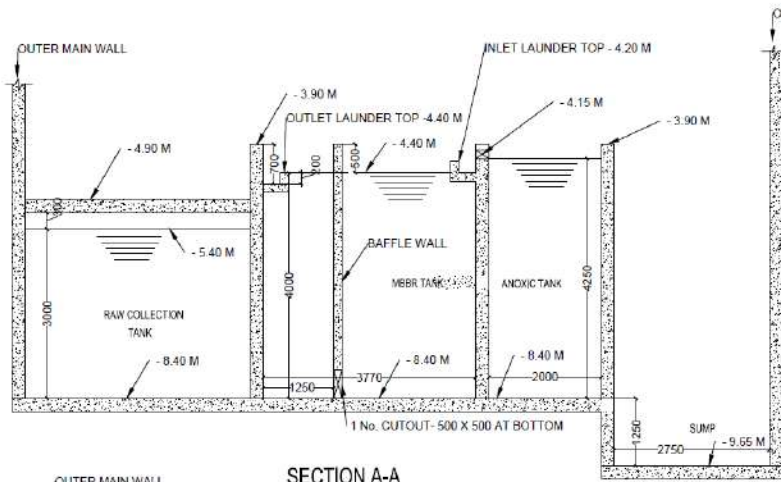 O
OUTER MAIN WALL
INLET LAUNDER TOP - 4.20 M
- 3.90 M
OUTLET LAUNDER TOP -4.40 M
- 4.15 M
- 3.90 M
- 4.90 M
- 4.40 M
700
200
500
300
- 5.40 M
BAFFLE WALL
MBBR TANK
ANOXIC TANK
4250
4000
3000
RAW COLLECTION
TANK
- 8.40 M
- 8.40 M
- 8.40 M
3770
2000
1250
1 No. CUTOUT- 500 X 500 AT BOTTOM
1250
SUMP
2750
- 9.65 M
OUTER MAIN WALL
SECTION A-A